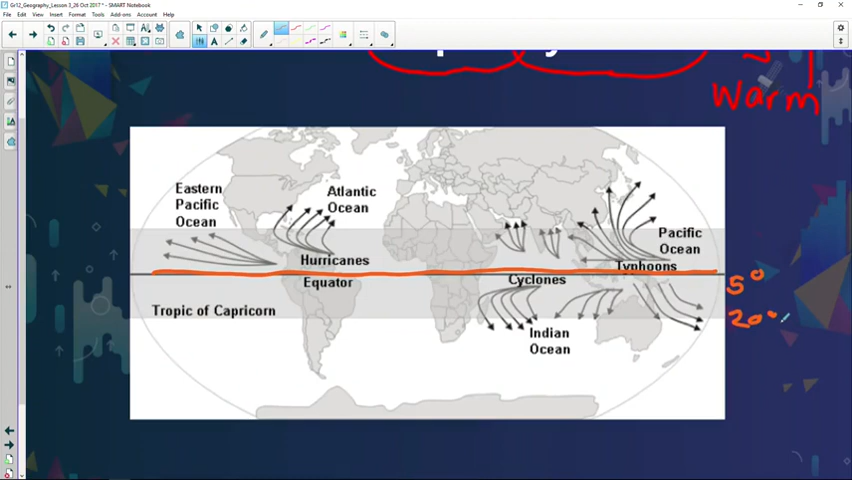 Gr12_Geography_Lesson 3_26 Oct 2017 * - SMART Notebook
File Edit View Insert Format Tools Add-ons Account Help
Warm
Eastern
Pacific
Ocean
Atlantic
Ocean
Pacific
Ocean
Hurricanes
Typhoons
Equator
Cyclones
5°
Tropic of Capricorn
20°
Indian
Ocean